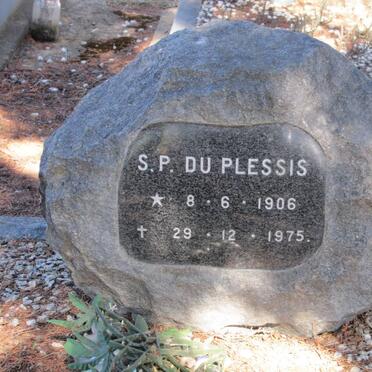 S.P. DU PLESSIS
★ 8 · 6 · 1906
✝ 29 · 12 · 1975.